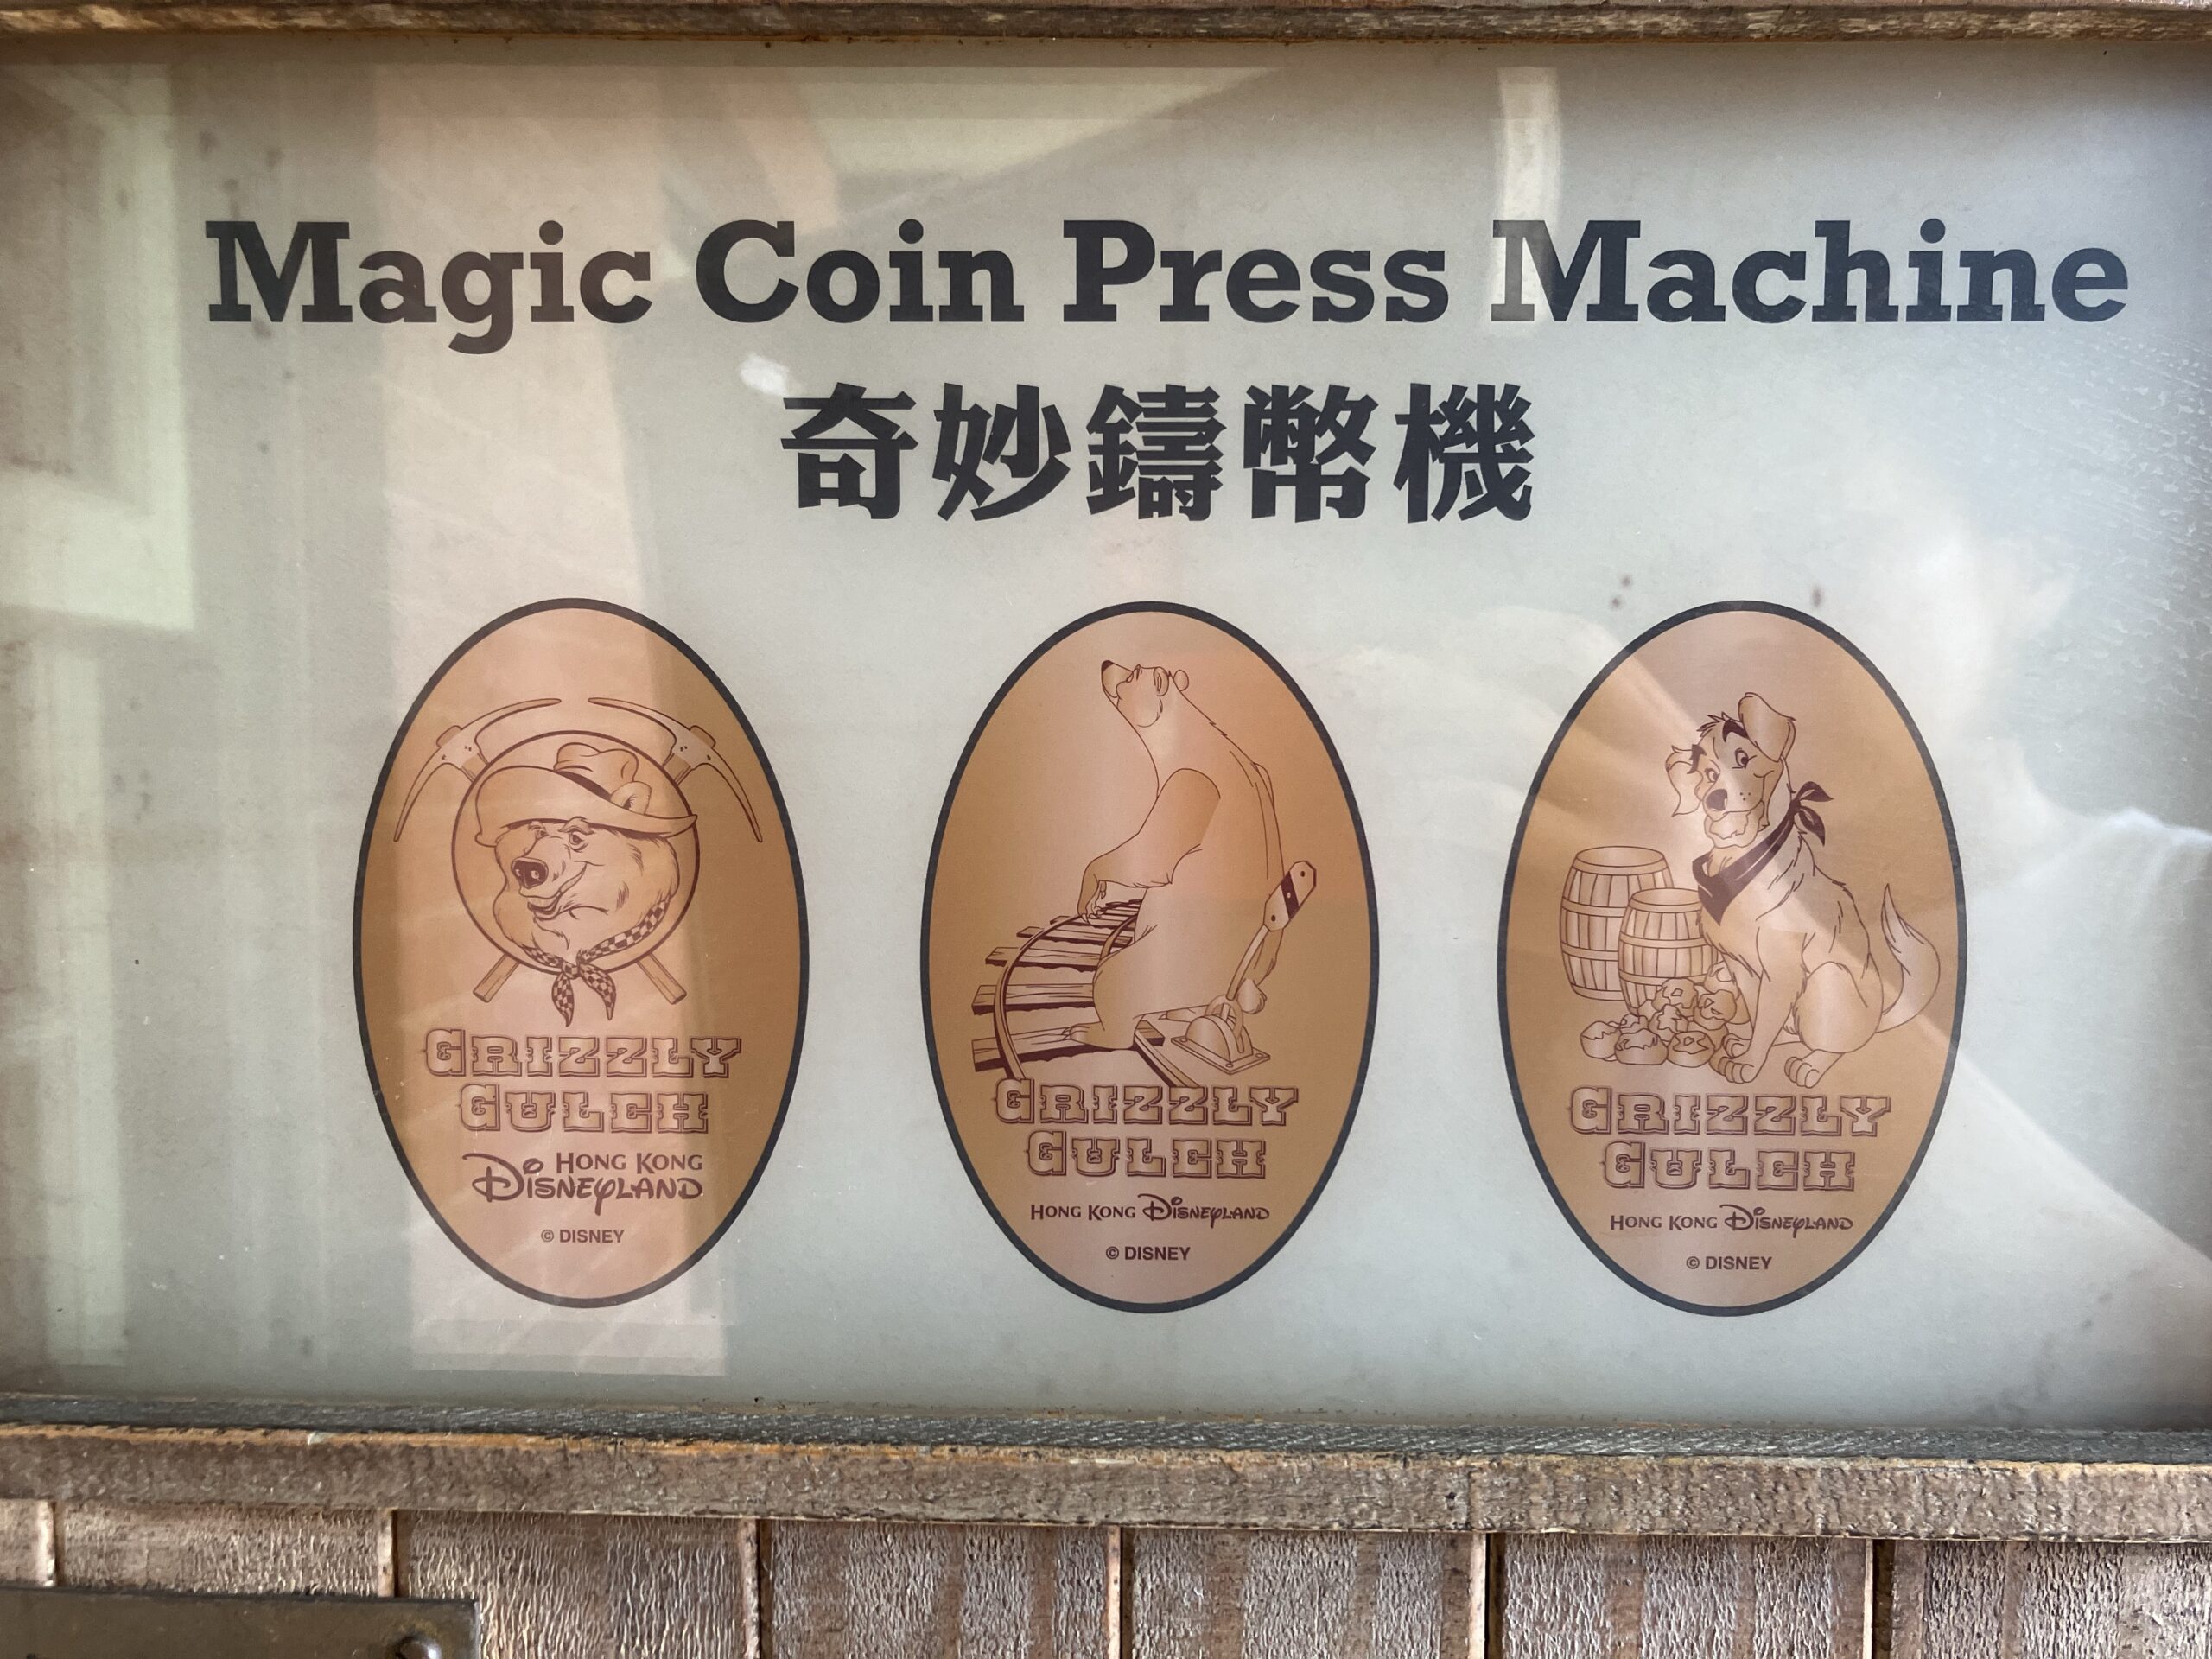 Magic Coin Press Machine
奇妙鑄幣機
GRIZZLY
GULCH
HONG KONG
DISNEYLAND
© DISNEY
GRIZZLY
GULCH
HONG KONG DISNEYLAND
© DISNEY
GRIZZLY
GULCH
HONG KONG DISNEYLAND
© DISNEY